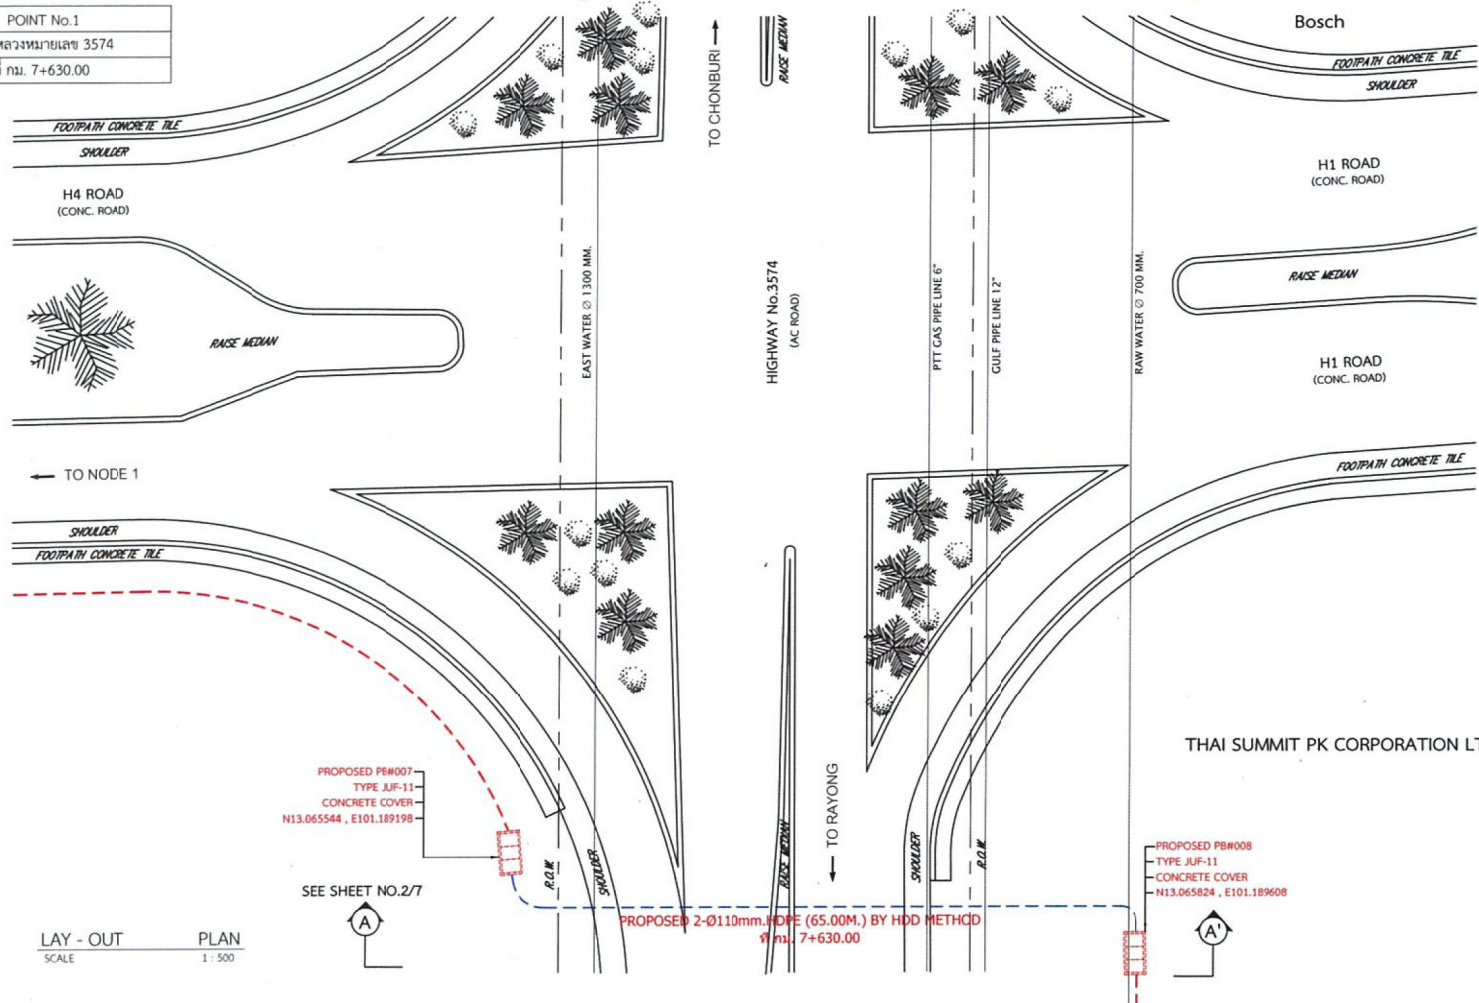 POINT No.1
หลวงหมายเลข 3574
กม. 7+630.00
TO CHONBURI
RAISE MEDIAN
Bosch
FOOTPATH CONCRETE TILE
SHOULDER
FOOTPATH CONCRETE TILE
SHOULDER
H4 ROAD
(CONC. ROAD)
H1 ROAD
(CONC. ROAD)
RAISE MEDIAN
EAST WATER Ø 1300 MM.
HIGHWAY No.3574
(AC ROAD)
PTT GAS PIPE LINE 6"
GULF PIPE LINE 12"
RAW WATER Ø 700 MM.
RAISE MEDIAN
H1 ROAD
(CONC. ROAD)
TO NODE 1
FOOTPATH CONCRETE TILE
SHOULDER
FOOTPATH CONCRETE TILE
THAI SUMMIT PK CORPORATION LT
PROPOSED PB#007
TYPE JUF-11
CONCRETE COVER
N13.065544 , E101.189198
R.O.W.
SHOULDER
RAISE MEDIAN
TO RAYONG
SHOULDER
R.O.W.
PROPOSED PB#008
TYPE JUF-11
CONCRETE COVER
N13.065824 , E101.189608
SEE SHEET NO.2/7
A
A'
PROPOSED 2-Ø110mm.HDPE (65.00M.) BY HDD METHOD
ที่ กม. 7+630.00
LAY - OUT PLAN
SCALE 1 : 500